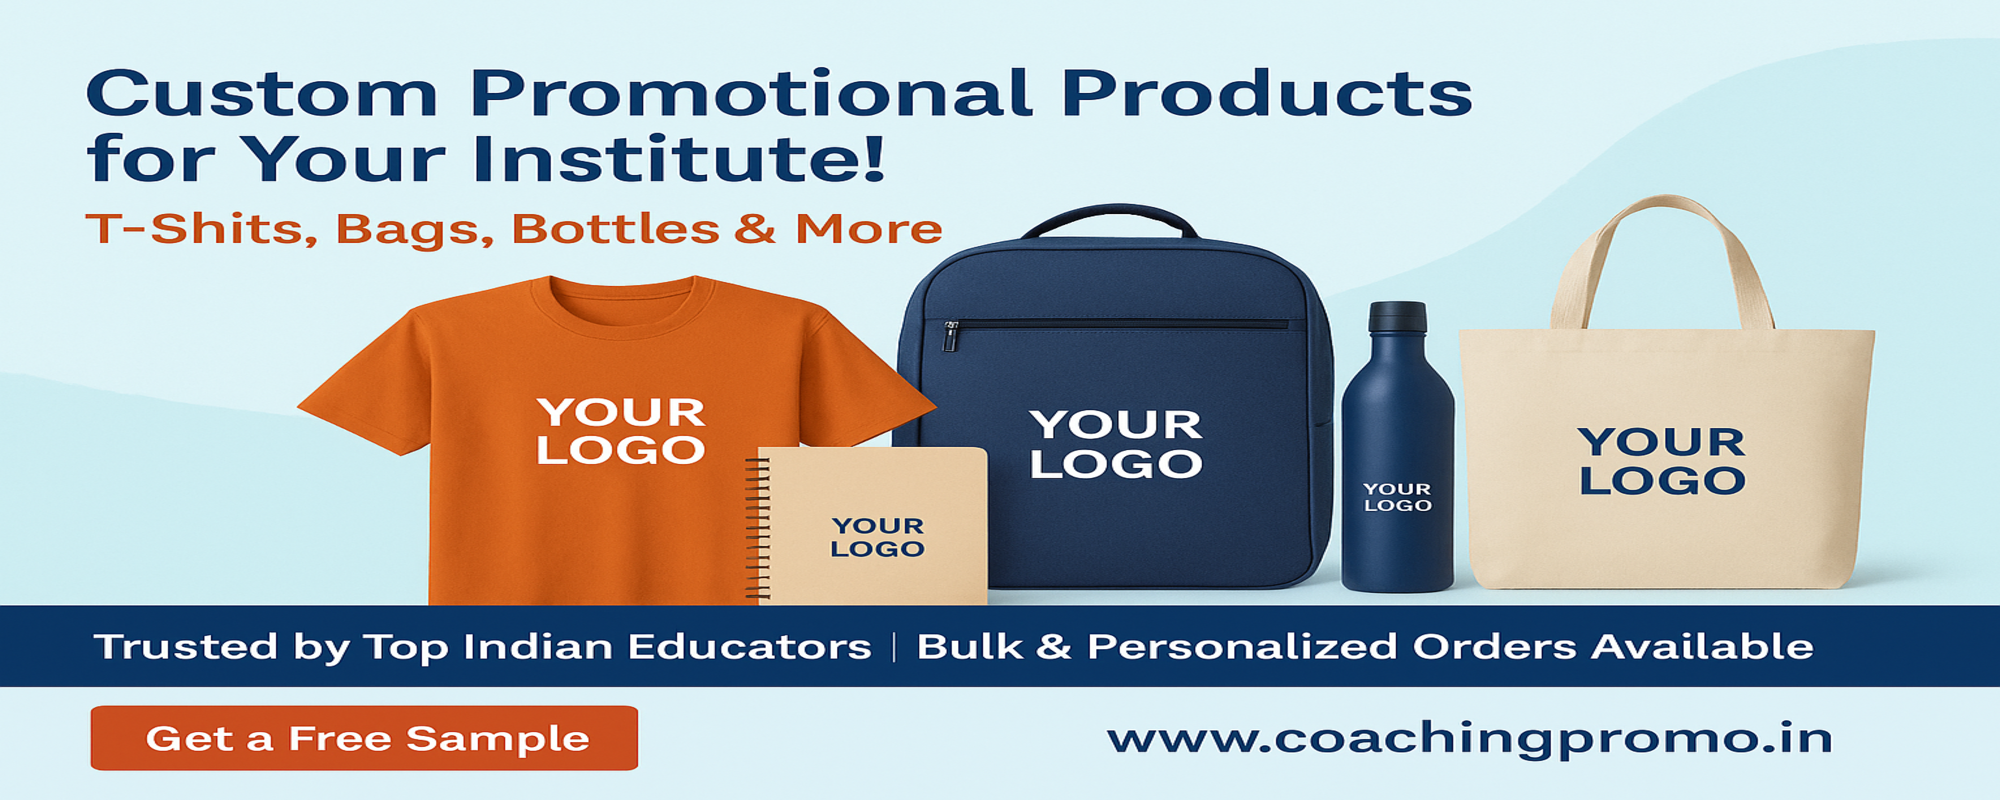 Custom Promotional Products
for Your Institute!
T-Shits, Bags, Bottles & More
YOUR
LOGO
YOUR
LOGO
YOUR
LOGO
YOUR
LOGO
YOUR
LOGO
Trusted by Top Indian Educators | Bulk & Personalized Orders Available
Get a Free Sample
www.coachingpromo.in